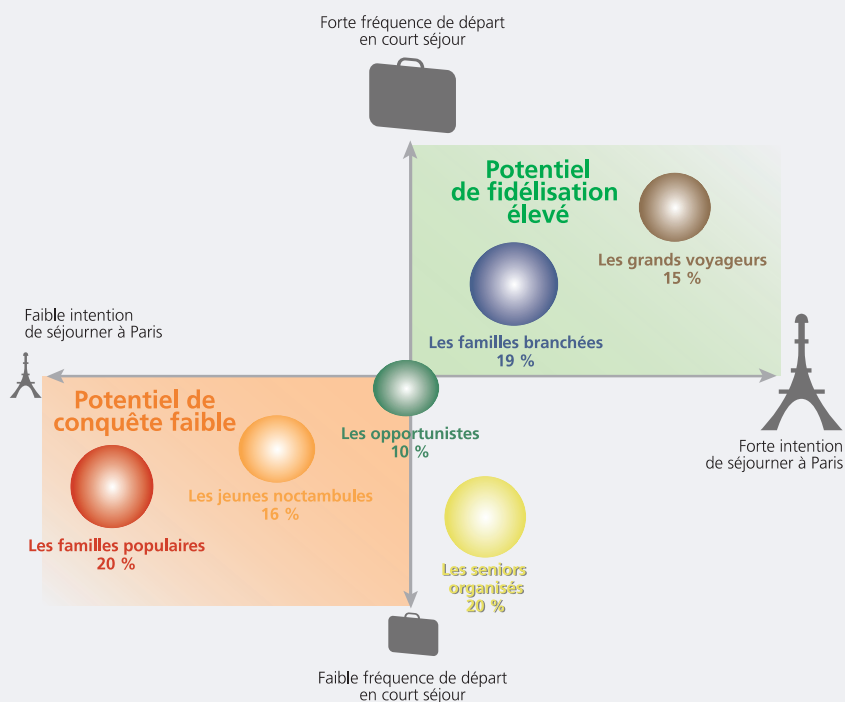 Forte fréquence de départ
en court séjour
Potentiel
de fidélisation
élevé
Les grands voyageurs
15 %
Les familles branchées
19 %
Faible intention
de séjourner à Paris
Forte intention
de séjourner à Paris
Potentiel de
conquête faible
Les opportunistes
10 %
Les jeunes noctambules
16 %
Les familles populaires
20 %
Les seniors
organisés
20 %
Faible fréquence de départ
en court séjour